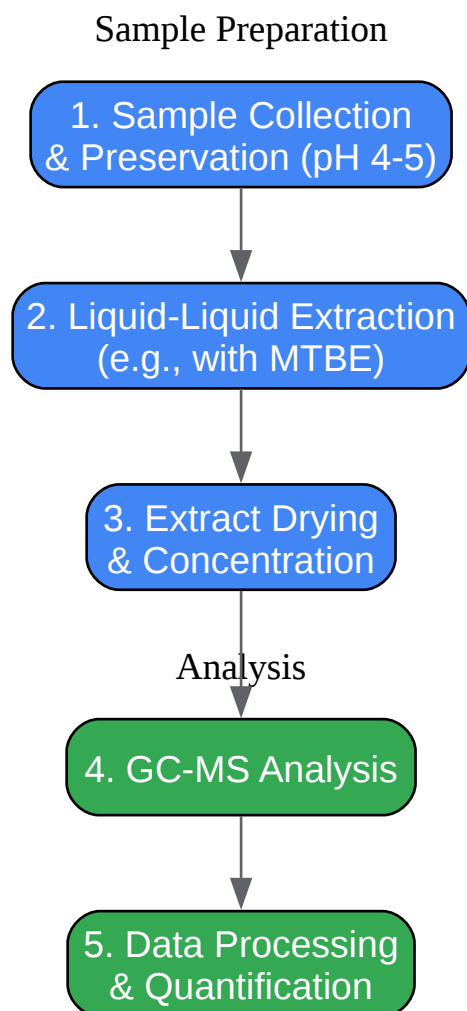 Sample Preparation
1. Sample Collection
& Preservation (pH 4-5)
2. Liquid-Liquid Extraction
(e.g., with MTBE)
3. Extract Drying
& Concentration
Analysis
4. GC-MS Analysis
5. Data Processing
& Quantification